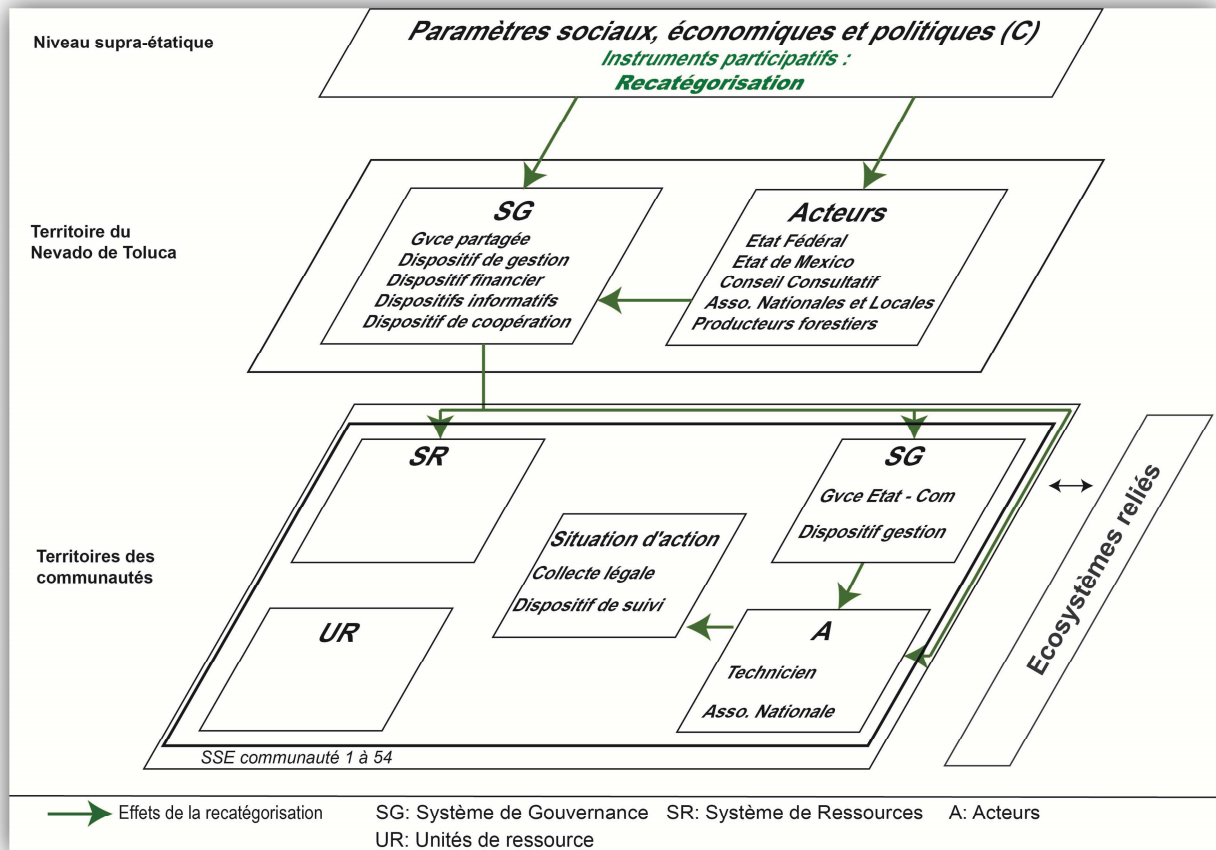 Niveau supra-étatique
Paramètres sociaux, économiques et politiques (C)
Instruments participatifs :
Recatégorisation
Territoire du
Nevado de Toluca
SG
Gvce partagée
Dispositif de gestion
Dispositif financier
Dispositifs informatifs
Dispositif de coopération
Acteurs
Etat Fédéral
Etat de Mexico
Conseil Consultatif
Asso. Nationales et Locales
Producteurs forestiers
Territoires des
communautés
SR
UR
Situation d'action
Collecte légale
Dispositif de suivi
SG
Gvce Etat - Com
Dispositif gestion
A
Technicien
Asso. Nationale
SSE communauté 1 à 54
Ecosystèmes reliés
Effets de la recatégorisation
SG: Système de Gouvernance SR: Système de Ressources A: Acteurs
UR: Unités de ressource